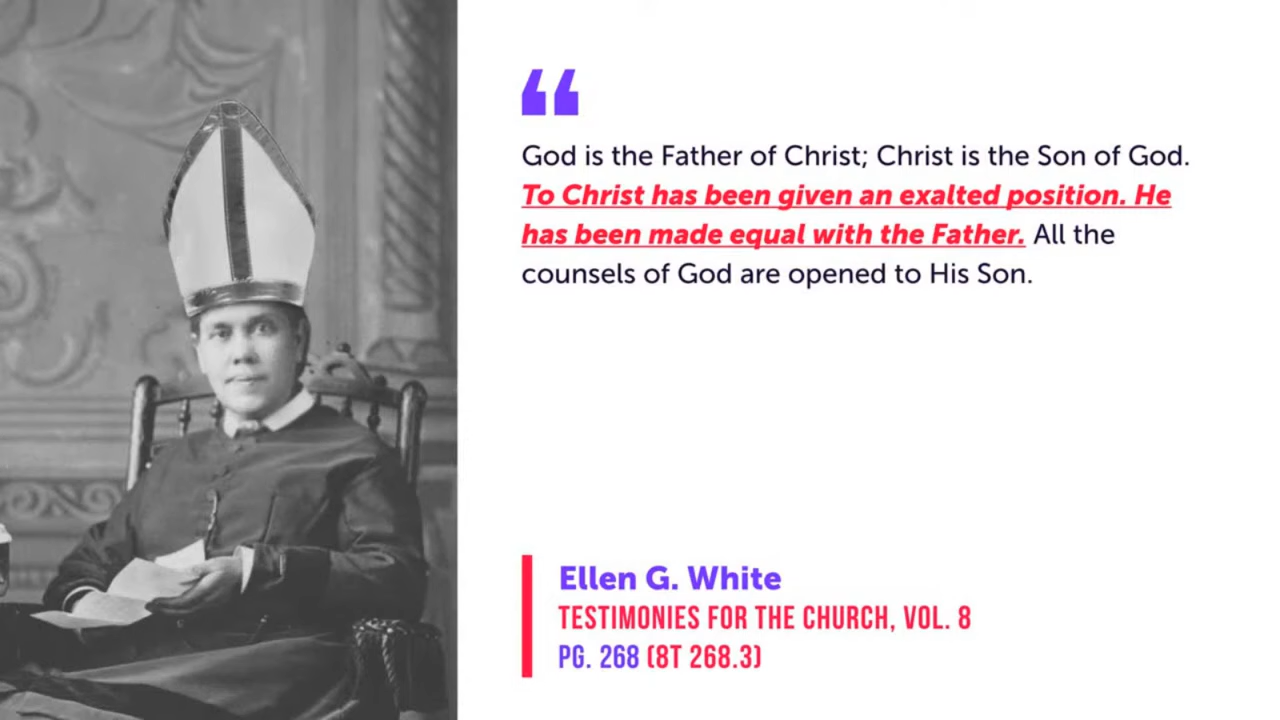 “
God is the Father of Christ; Christ is the Son of God.
To Christ has been given an exalted position. He
has been made equal with the Father. All the
counsels of God are opened to His Son.
Ellen G. White
TESTIMONIES FOR THE CHURCH, VOL. 8
PG. 268 (8T 268.3)